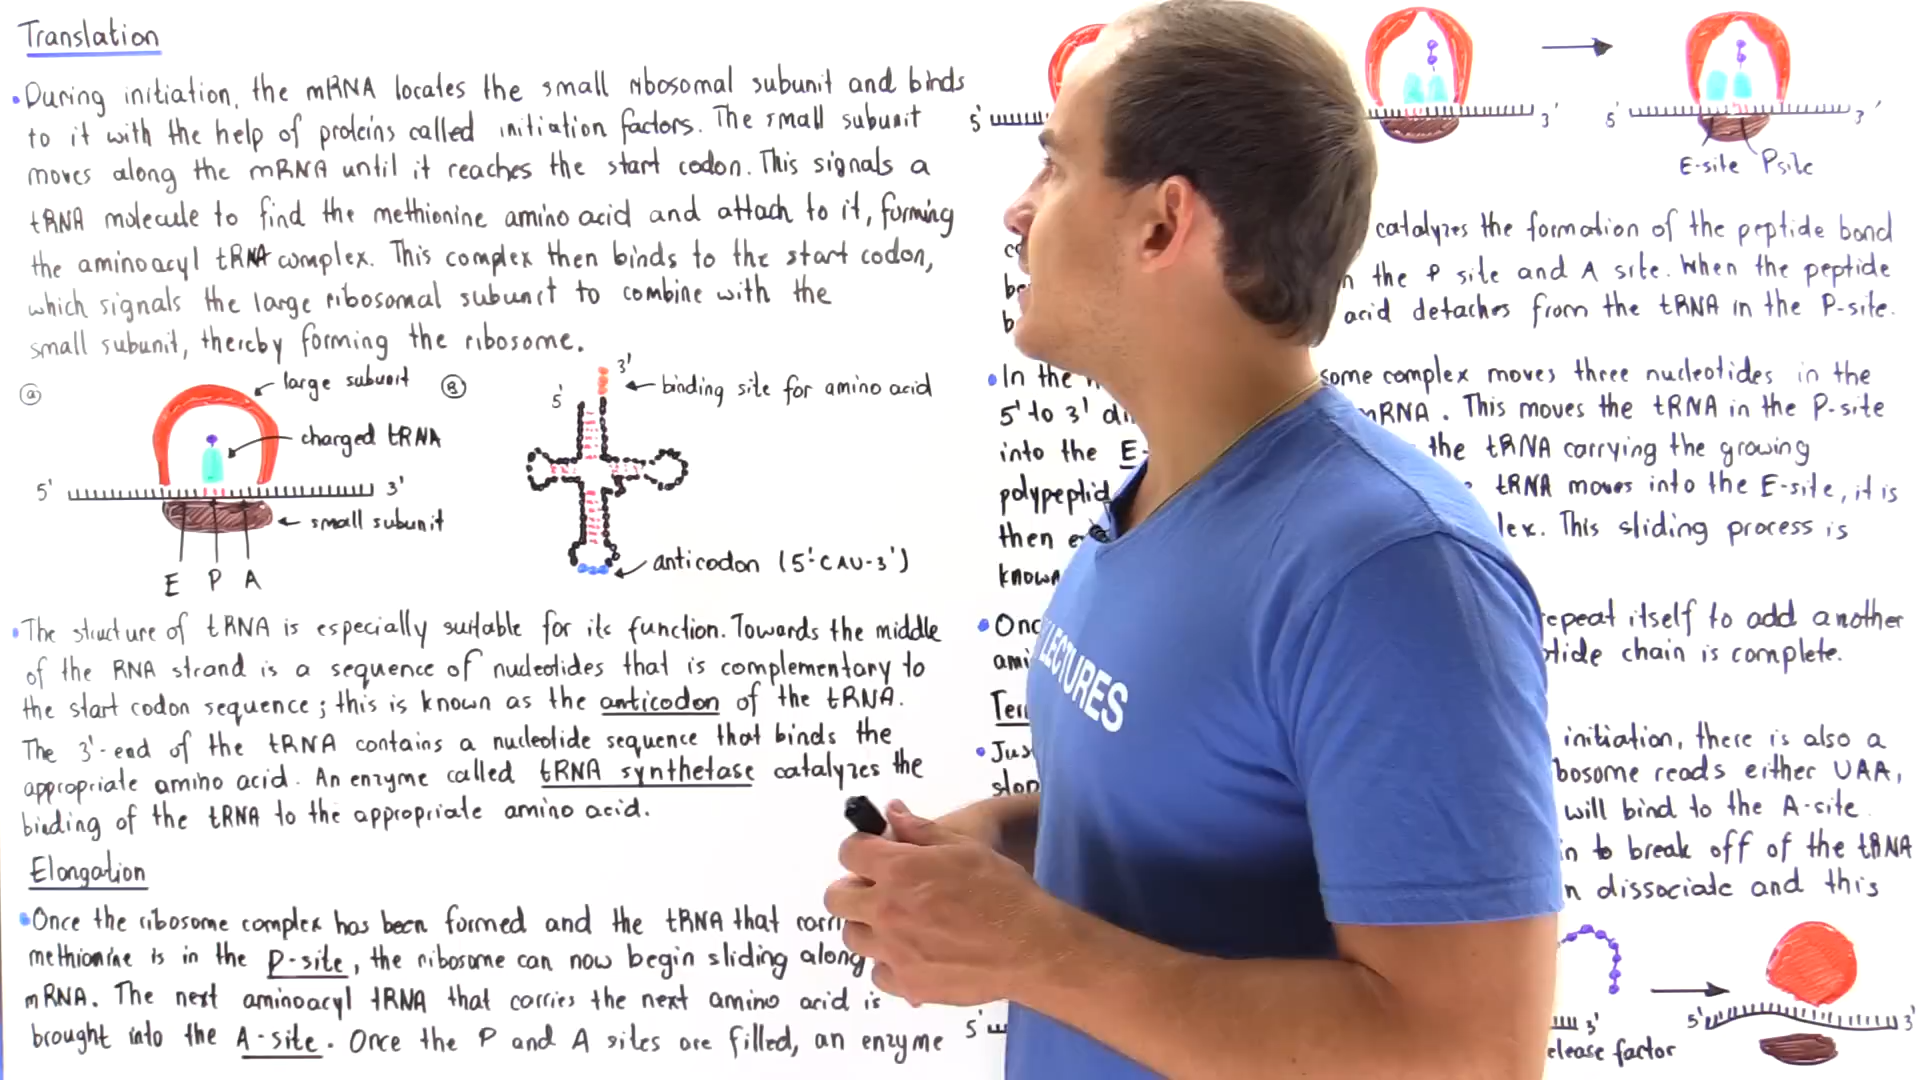 Translation
• During initiation, the mRNA locates the small ribosomal subunit and binds
to it with the help of proteins called initiation factors. The small subunit
moves along the mRNA until it reaches the start codon. This signals a
tRNA molecule to find the methionine amino acid and attach to it, forming
the aminoacyl tRNA complex. This complex then binds to the start codon,
which signals the large ribosomal subunit to combine with the
small subunit, thereby forming the ribosome.
a
large subunit
charged tRNA
5' 3'
small subunit
E P A
B
3'
5'
binding site for amino acid
anticodon (5'-CAU-3')
• The structure of tRNA is especially suitable for its function. Towards the middle
of the RNA strand is a sequence of nucleotides that is complementary to
the start codon sequence; this is known as the anticodon of the tRNA.
The 3'-end of the tRNA contains a nucleotide sequence that binds the
appropriate amino acid. An enzyme called tRNA synthetase catalyzes the
binding of the tRNA to the appropriate amino acid.
Elongation
• Once the ribosome complex has been formed and the tRNA that
methionine is in the P-site, the ribosome can now begin sliding along
mRNA. The next aminoacyl tRNA that carries the next amino acid is
brought into the A-site. Once the P and A sites are filled, an enzyme
5' 3' 5' 3'
E-site P site
catalyzes the formation of the peptide bond
the P site and A site. When the peptide
acid detaches from the tRNA in the P-site.
• In the some complex moves three nucleotides in the
5' to 3' mRNA. This moves the tRNA in the P-site
into the E- the tRNA carrying the growing
polypeptid tRNA moves into the E-site, it is
then This sliding process is
known
• repeat itself to add another
chain is complete.
initiation, there is also a
bosome reads either UAA,
will bind to the A-site.
to break off of the tRNA
dissociate and this
LECTURES
5' 3' 5' 3'
elease factor